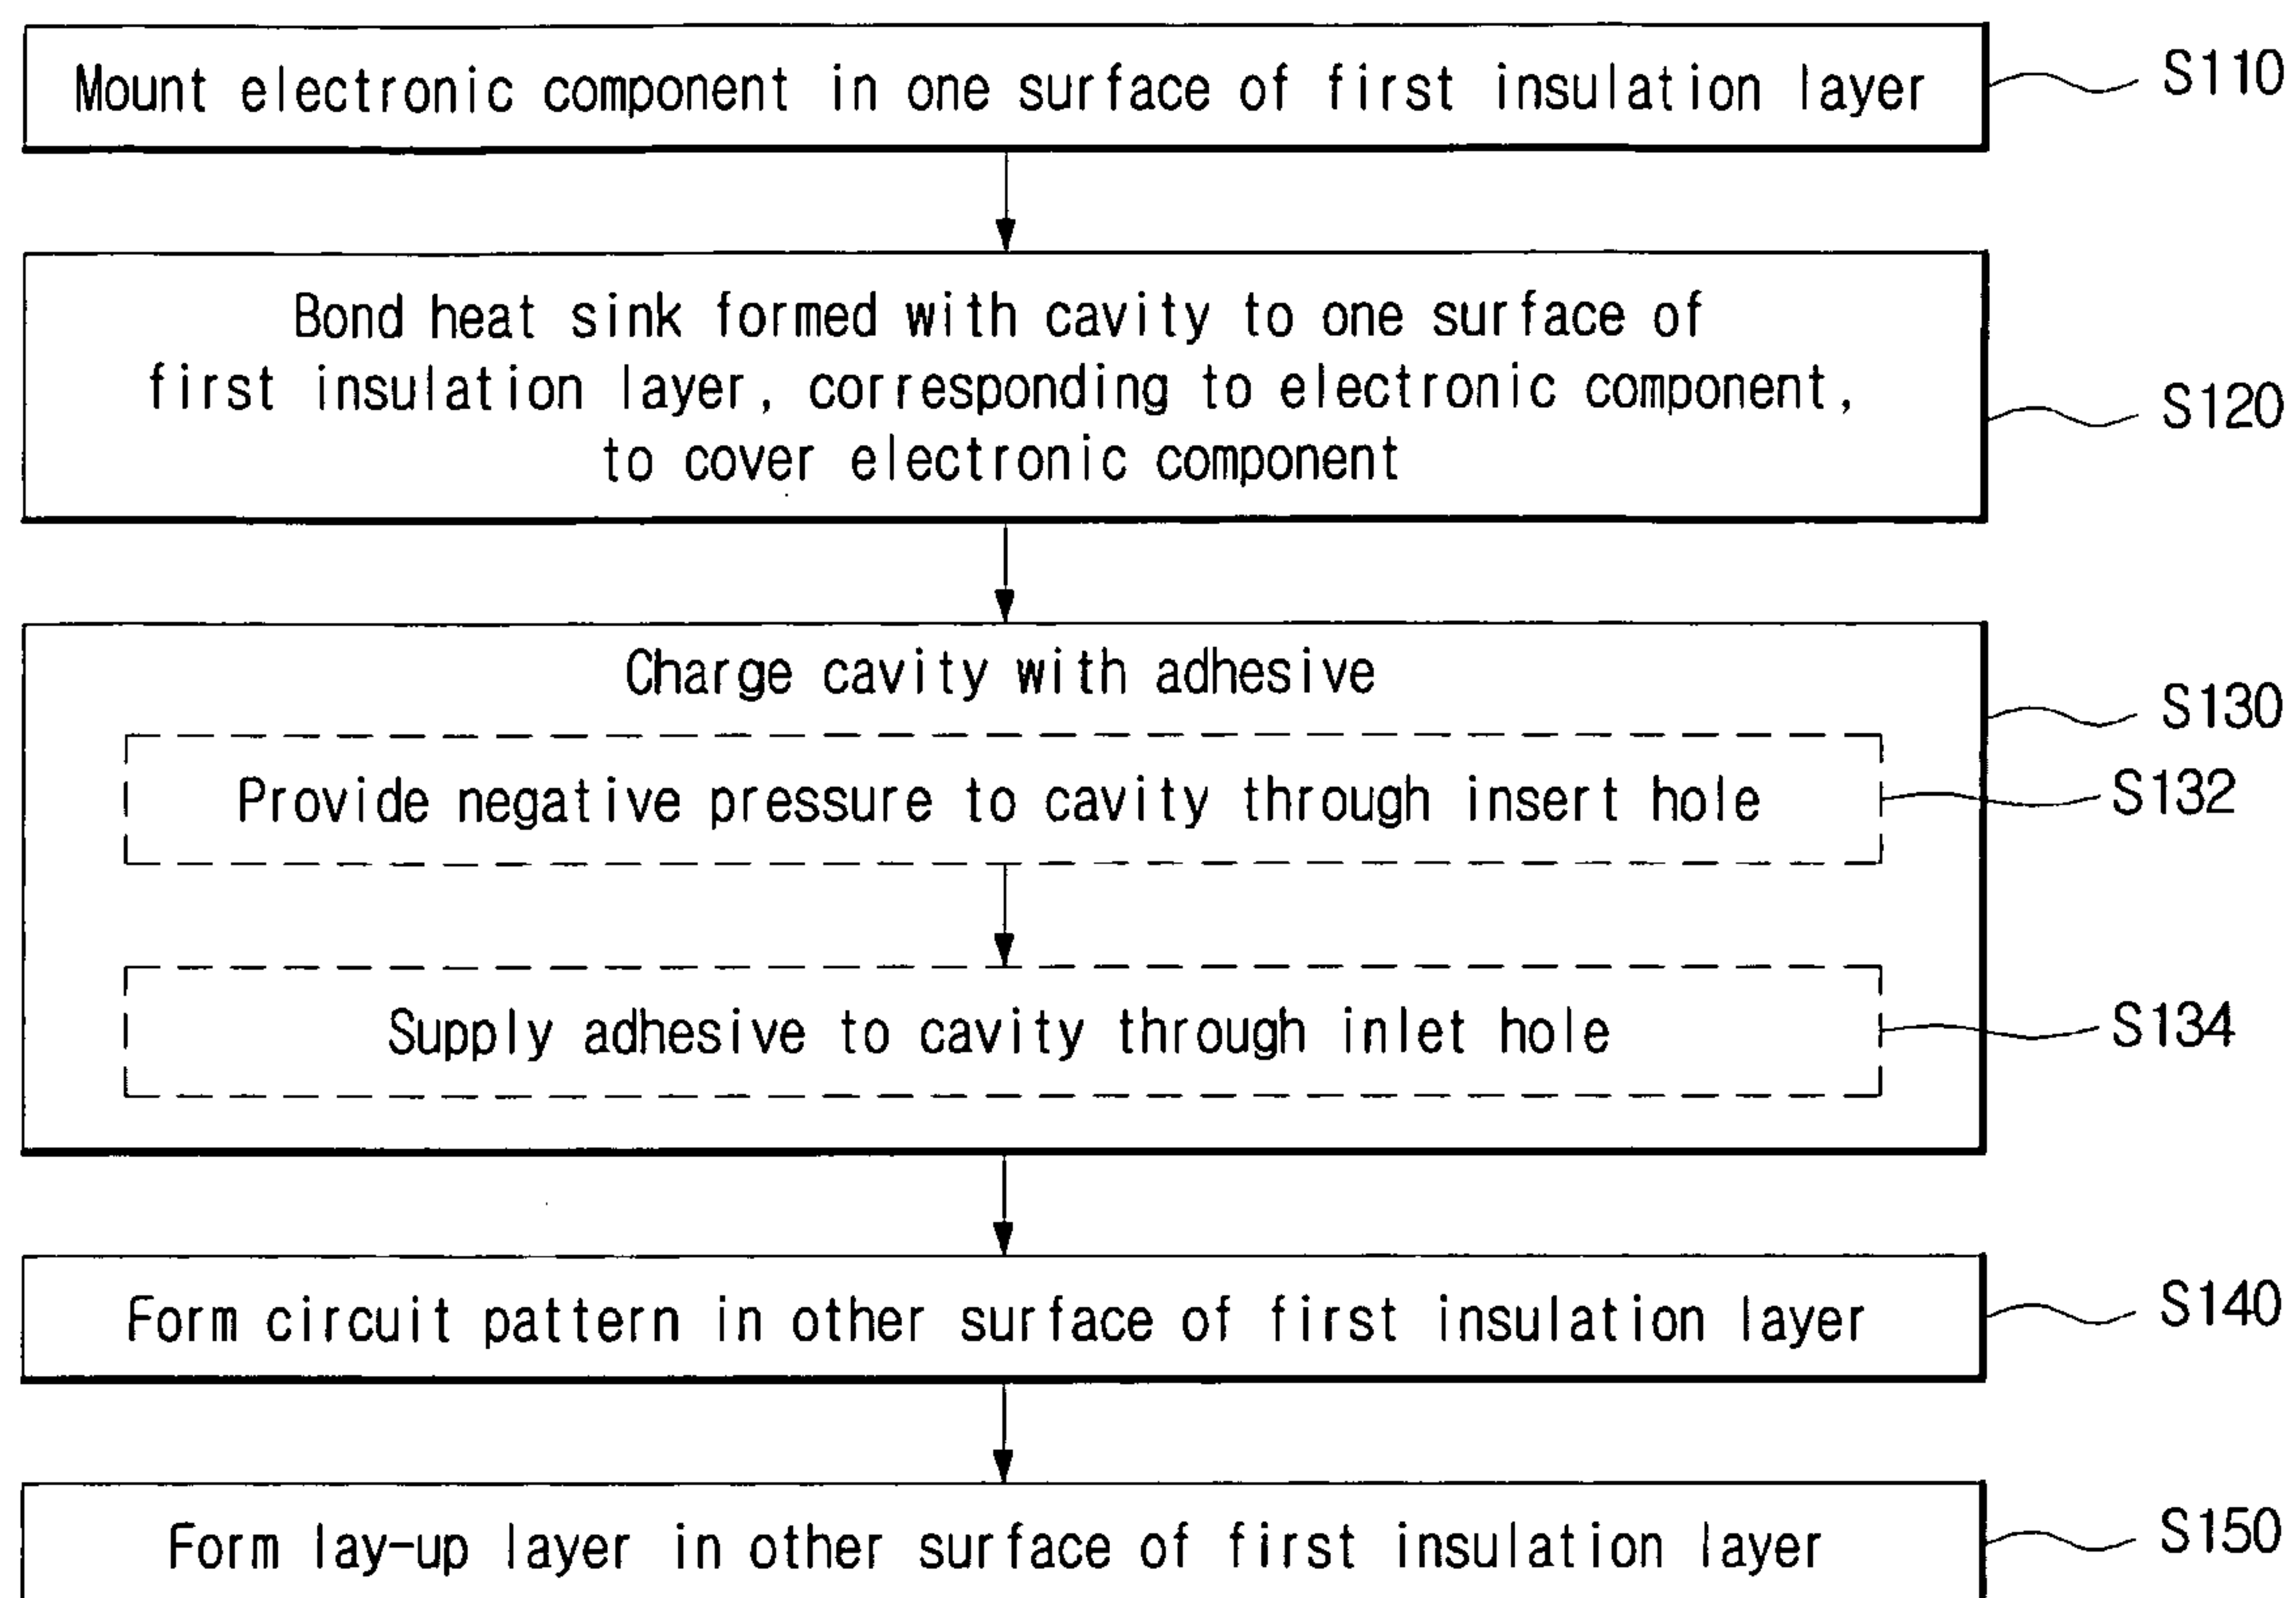 Mount electronic component in one surface of first insulation layer
S110
Bond heat sink formed with cavity to one surface of
first insulation layer, corresponding to electronic component,
to cover electronic component
S120
Charge cavity with adhesive
S130
Provide negative pressure to cavity through insert hole
S132
Supply adhesive to cavity through inlet hole
S134
Form circuit pattern in other surface of first insulation layer
S140
Form lay-up layer in other surface of first insulation layer
S150